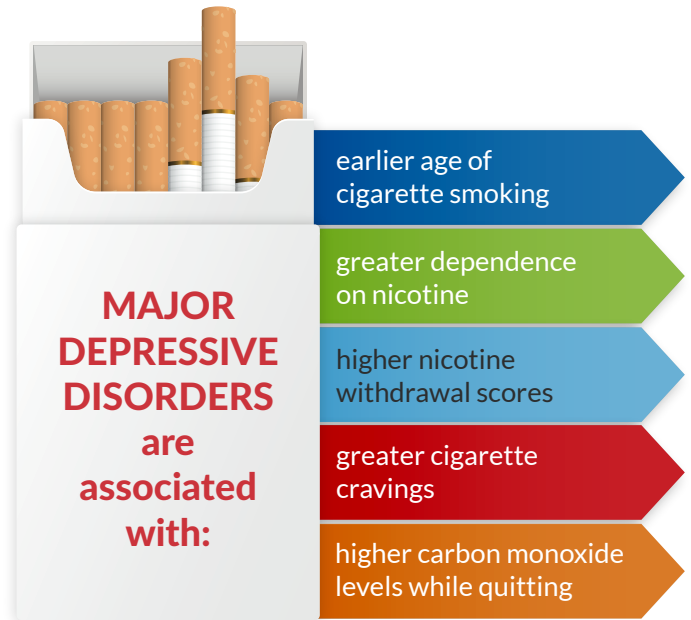 MAJOR
DEPRESSIVE
DISORDERS
are
associated
with:
earlier age of
cigarette smoking
greater dependence
on nicotine
higher nicotine
withdrawal scores
greater cigarette
cravings
higher carbon monoxide
levels while quitting